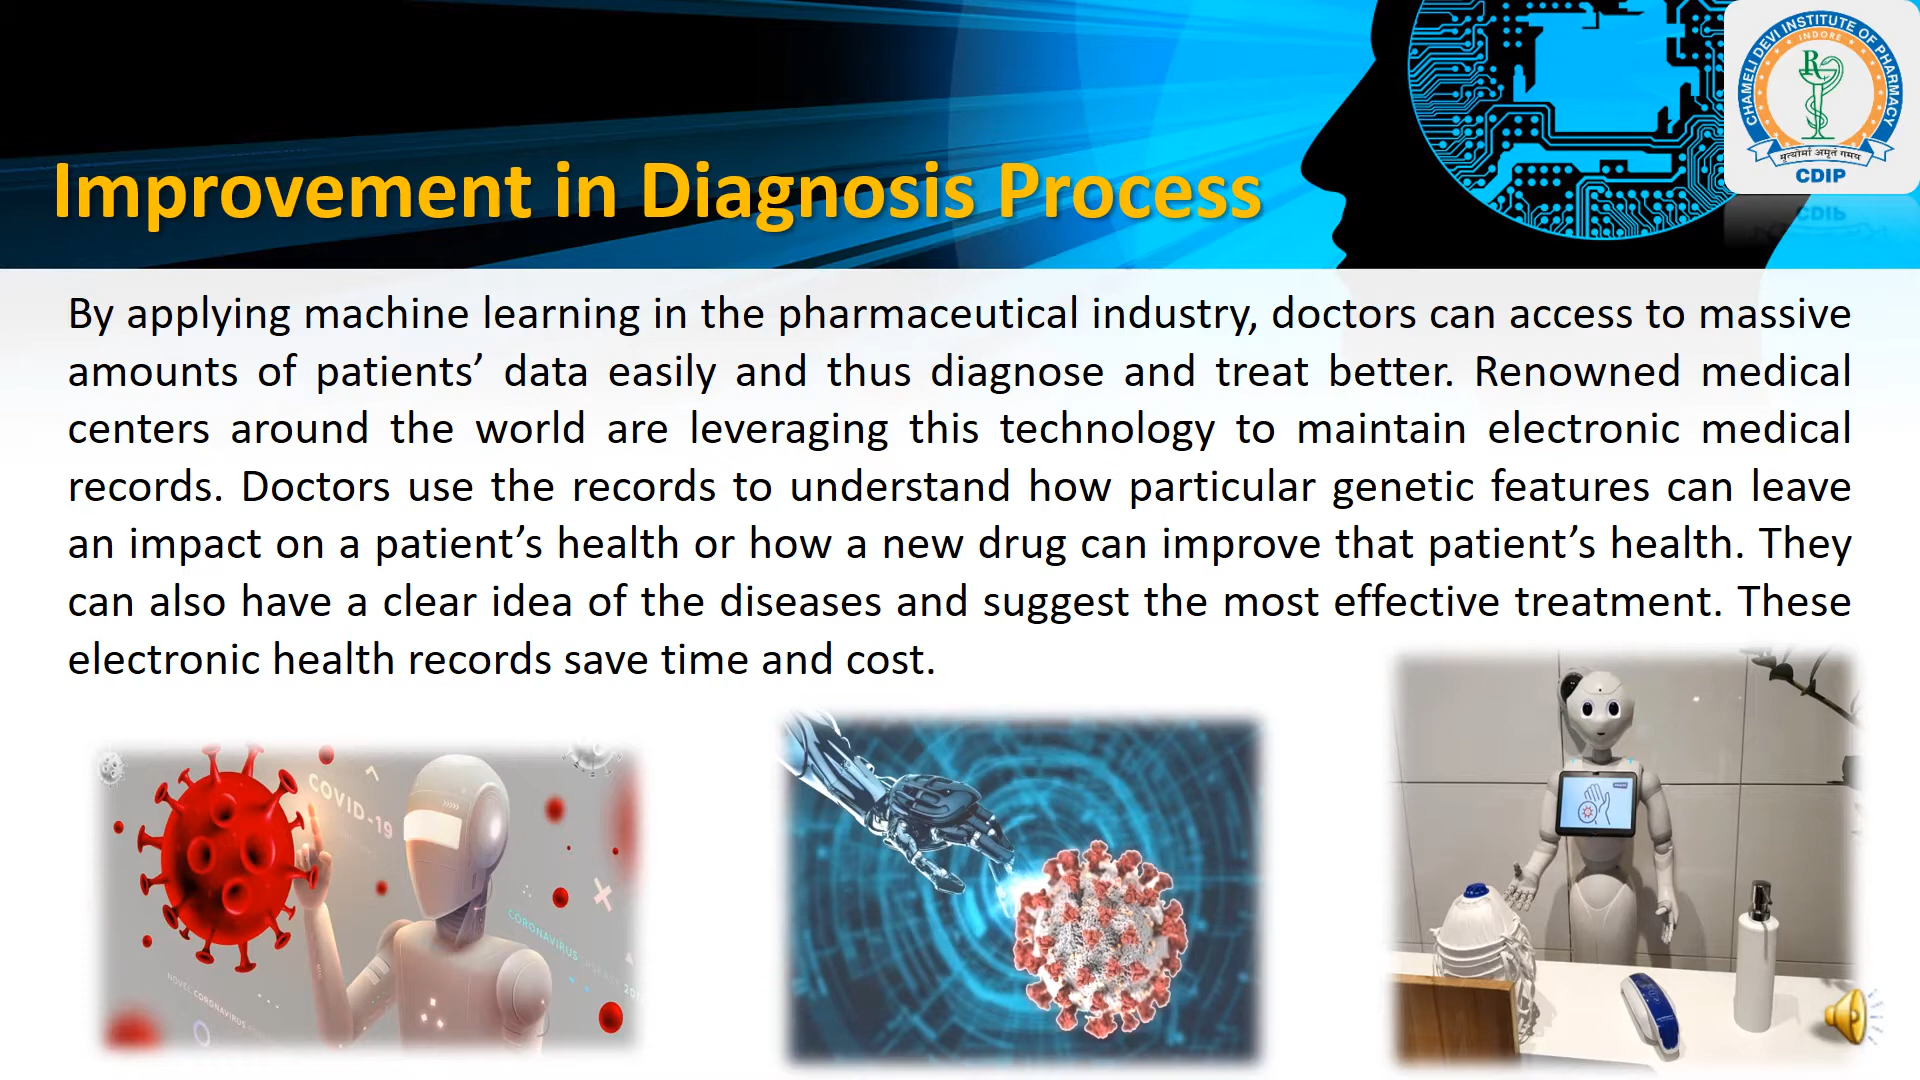 CHAMELI DEVI INSTITUTE OF PHARMACY
INDORE
R
मृत्योर्मा अमृतं गमय
CDIP
Improvement in Diagnosis Process
By applying machine learning in the pharmaceutical industry, doctors can access to massive
amounts of patients’ data easily and thus diagnose and treat better. Renowned medical
centers around the world are leveraging this technology to maintain electronic medical
records. Doctors use the records to understand how particular genetic features can leave
an impact on a patient’s health or how a new drug can improve that patient’s health. They
can also have a clear idea of the diseases and suggest the most effective treatment. These
electronic health records save time and cost.
COVID-19
CORONAVIRUS
NOVEL CORONAVIRUS